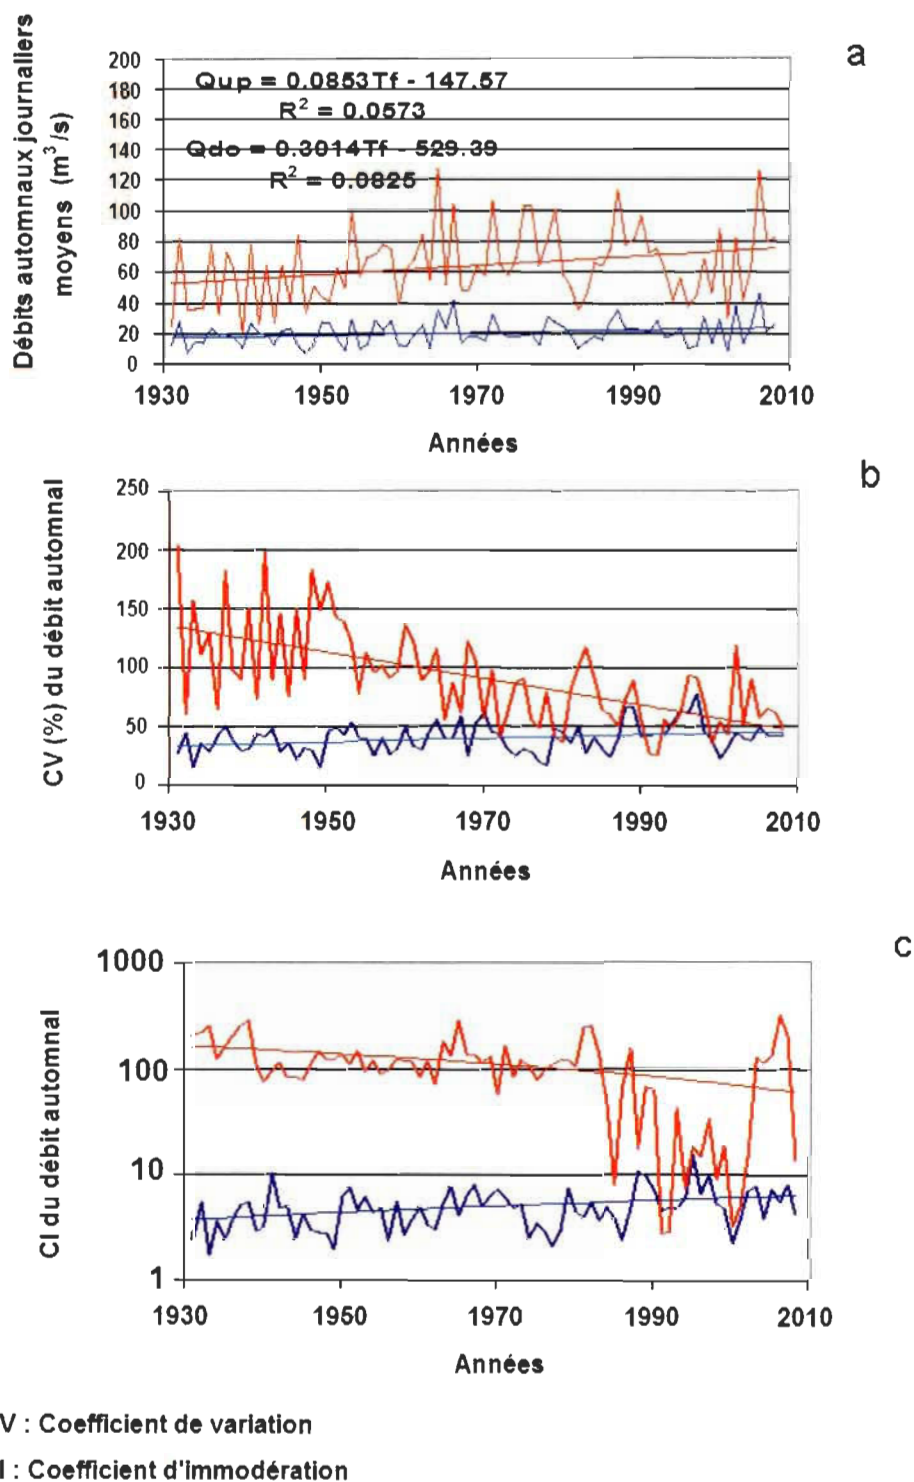 a
Débits automnaux journaliers
moyens (m³/s)
200
180
160
140
120
100
80
60
40
20
0
Qup = 0.0853Tf - 147.57
R² = 0.0573
Qdo = 0.3014Tf - 529.39
R² = 0.0825
1930 1950 1970 1990 2010
Années
b
CV (%) du débit automnal
250
200
150
100
50
0
1930 1950 1970 1990 2010
Années
c
CI du débit automnal
1000
100
10
1
1930 1950 1970 1990 2010
Années
V : Coefficient de variation
I : Coefficient d'immodération